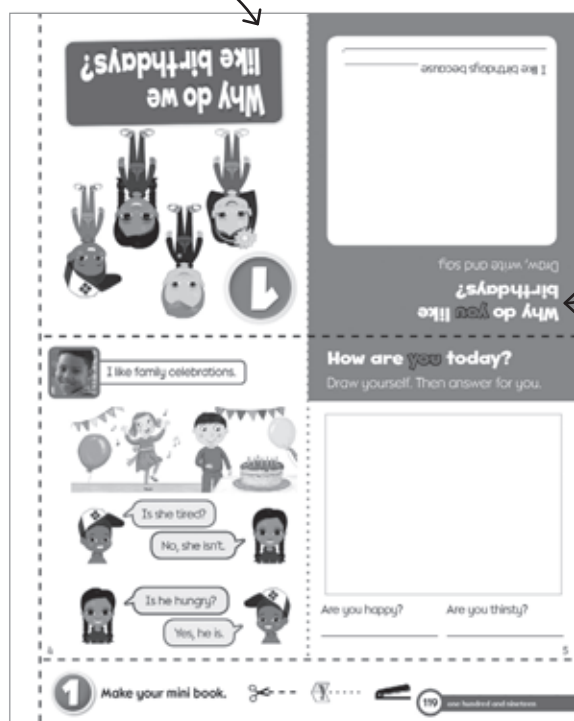 Why do we
like birthdays?
1
I like birthdays because
Draw, write and say
Why do you like
birthdays?
I like family celebrations.
Is she tired?
No, she isn't.
Is he hungry?
Yes, he is.
4
How are you today?
Draw yourself. Then answer for you.
Are you happy? Are you thirsty?
5
1 Make your mini book. 119 one hundred and nineteen